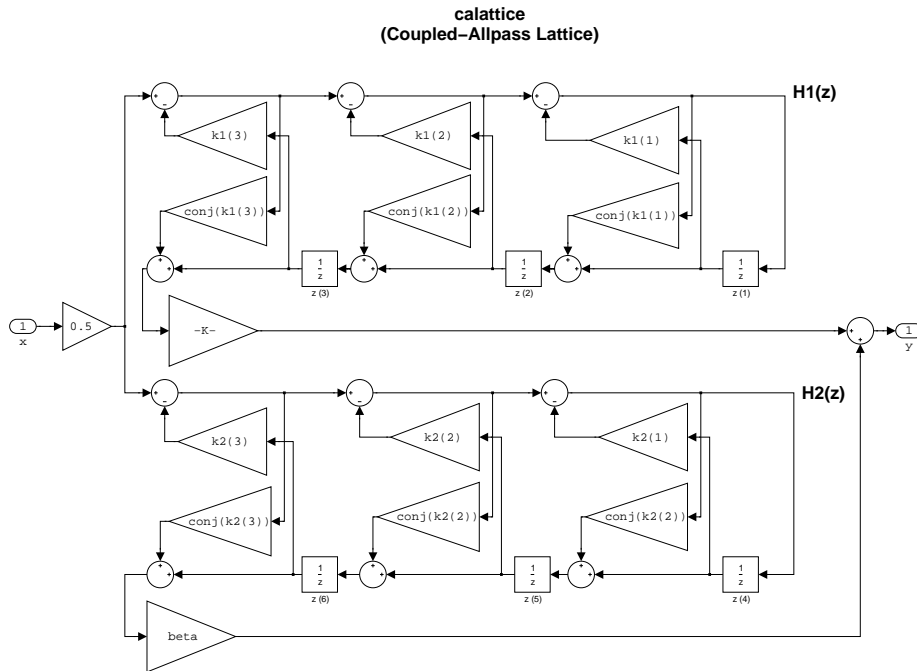 calattice
(Coupled−Allpass Lattice)
H1(z)
k1(3)
k1(2)
k1(1)
conj(k1(3))
conj(k1(2))
conj(k1(1))
1
z
z (3)
1
z
z (2)
1
z
z (1)
1
x
0.5
−K−
1
y
H2(z)
k2(3)
k2(2)
k2(1)
conj(k2(3))
conj(k2(2))
conj(k2(2))
1
z
z (6)
1
z
z (5)
1
z
z (4)
beta